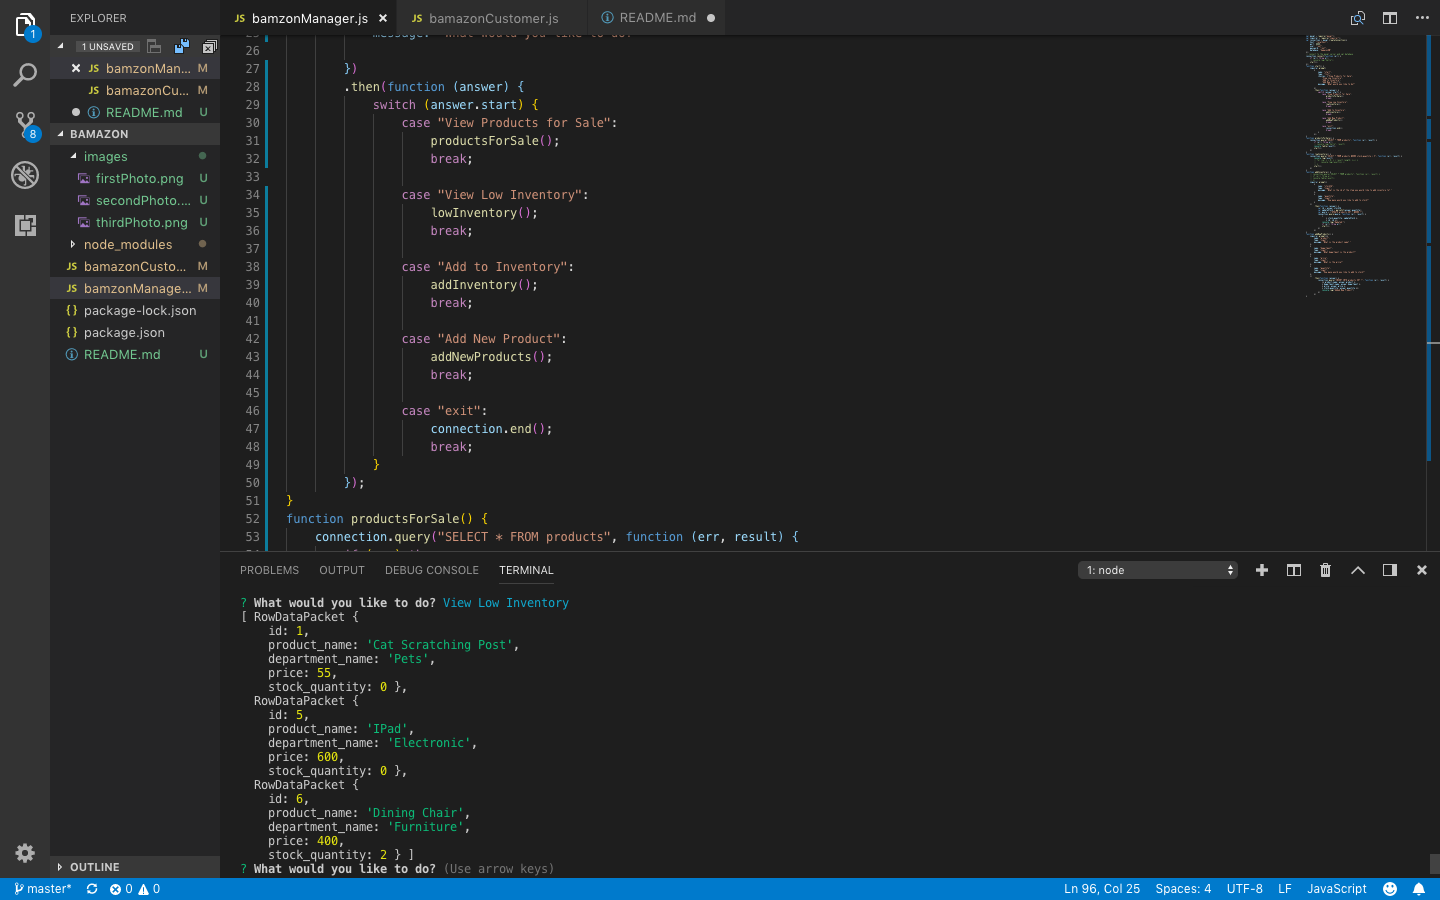 EXPLORER
bamzonManager.js
bamazonCustomer.js
README.md
1
1 UNSAVED
JS bamzonMan... M
JS bamazonCu... M
README.md U
8
BAMAZON
images
firstPhoto.png U
secondPhoto.... U
thirdPhoto.png U
node_modules
JS bamazonCusto... M
JS bamzonManage... M
{} package-lock.json
{} package.json
README.md U
OUTLINE
25 message: "What would you like to do?"
26
27 })
28 .then(function (answer) {
29 switch (answer.start) {
30 case "View Products for Sale":
31 productsForSale();
32 break;
33
34 case "View Low Inventory":
35 lowInventory();
36 break;
37
38 case "Add to Inventory":
39 addInventory();
40 break;
41
42 case "Add New Product":
43 addNewProducts();
44 break;
45
46 case "exit":
47 connection.end();
48 break;
49 }
50 });
51 }
52 function productsForSale() {
53 connection.query("SELECT * FROM products", function (err, result) {
PROBLEMS OUTPUT DEBUG CONSOLE TERMINAL 1: node
? What would you like to do? View Low Inventory
[ RowDataPacket {
id: 1,
product_name: 'Cat Scratching Post',
department_name: 'Pets',
price: 55,
stock_quantity: 0 },
RowDataPacket {
id: 5,
product_name: 'IPad',
department_name: 'Electronic',
price: 600,
stock_quantity: 0 },
RowDataPacket {
id: 6,
product_name: 'Dining Chair',
department_name: 'Furniture',
price: 400,
stock_quantity: 2 } ]
? What would you like to do? (Use arrow keys)
master* 0 0 Ln 96, Col 25 Spaces: 4 UTF-8 LF JavaScript